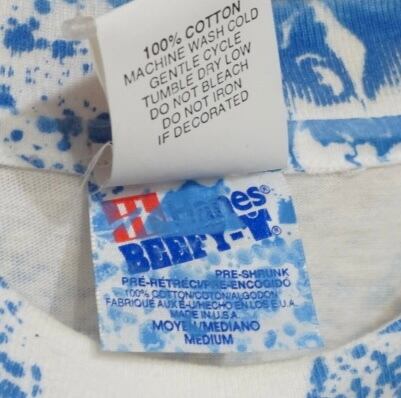 100% COTTON
MACHINE WASH COLD
GENTLE CYCLE
TUMBLE DRY LOW
DO NOT BLEACH
DO NOT IRON
IF DECORATED
Hanes®
BEEFY-T®
PRE-SHRUNK
PRE-RÉTRÉCI/PRE-ENCOGIDO
100% COTTON/COTON/ALGODON
FABRIQUE AUX E-U/HECHO EN LOS E.U.A.
MADE IN U.S.A.
MOYEN/MEDIANO
MEDIUM